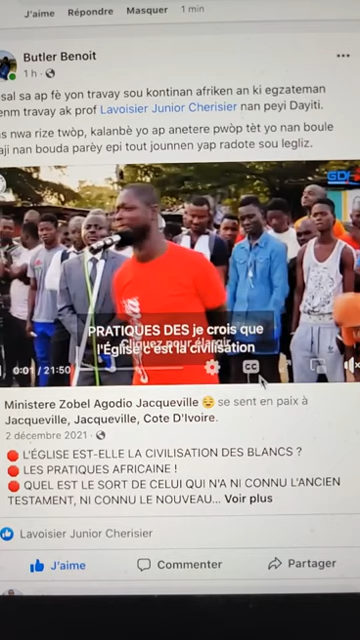 J'aime Répondre Masquer 1 min
Butler Benoit
1 h
sal sa ap fè yon travay sou kontinan afriken an ki egzateman
enm travay ak prof Lavoisier Junior Cherisier nan peyi Dayiti.
s nwa rize twòp, kalanbè yo ap anetere pwòp tèt yo nan boule
aji nan bouda parèy epi tout jounnen yap radote sou legliz.
PRATIQUES DES je crois que
l'Église c'est la civilisation
Cliquez pour élargir
0:01 / 21:50
CC
Ministere Zobel Agodio Jacqueville se sent en paix à
Jacqueville, Jacqueville, Cote D'Ivoire.
2 décembre 2021
L'ÉGLISE EST-ELLE LA CIVILISATION DES BLANCS ?
LES PRATIQUES AFRICAINE !
QUEL EST LE SORT DE CELUI QUI N'A NI CONNU L'ANCIEN
TESTAMENT, NI CONNU LE NOUVEAU... Voir plus
Lavoisier Junior Cherisier
J'aime Commenter Partager